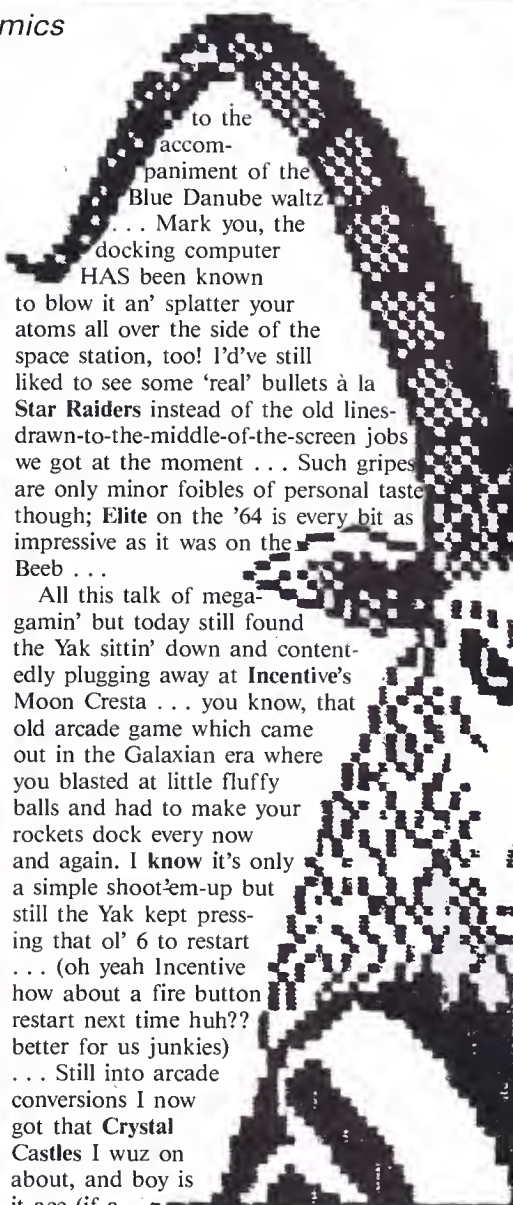 mics
to the
accom-
paniment of the
Blue Danube waltz
. . . Mark you, the
docking computer
HAS been known
to blow it an' splatter your
atoms all over the side of the
space station, too! I'd've still
liked to see some ‘real’ bullets à la
Star Raiders instead of the old lines-
drawn-to-the-middle-of-the-screen jobs
we got at the moment . . . Such gripes
are only minor foibles of personal taste
though; Elite on the '64 is every bit as
impressive as it was on the
Beeb . . .
All this talk of mega-
gamin' but today still found
the Yak sittin' down and content-
edly plugging away at Incentive's
Moon Cresta . . . you know, that
old arcade game which came
out in the Galaxian era where
you blasted at little fluffy
balls and had to make your
rockets dock every now
and again. I know it's only
a simple shoot'em-up but
still the Yak kept press-
ing that ol' 6 to restart
. . . (oh yeah Incentive
how about a fire button
restart next time huh??
better for us junkies)
. . . Still into arcade
conversions I now
got that Crystal
Castles I wuz on
about, and boy is
it ace (if a